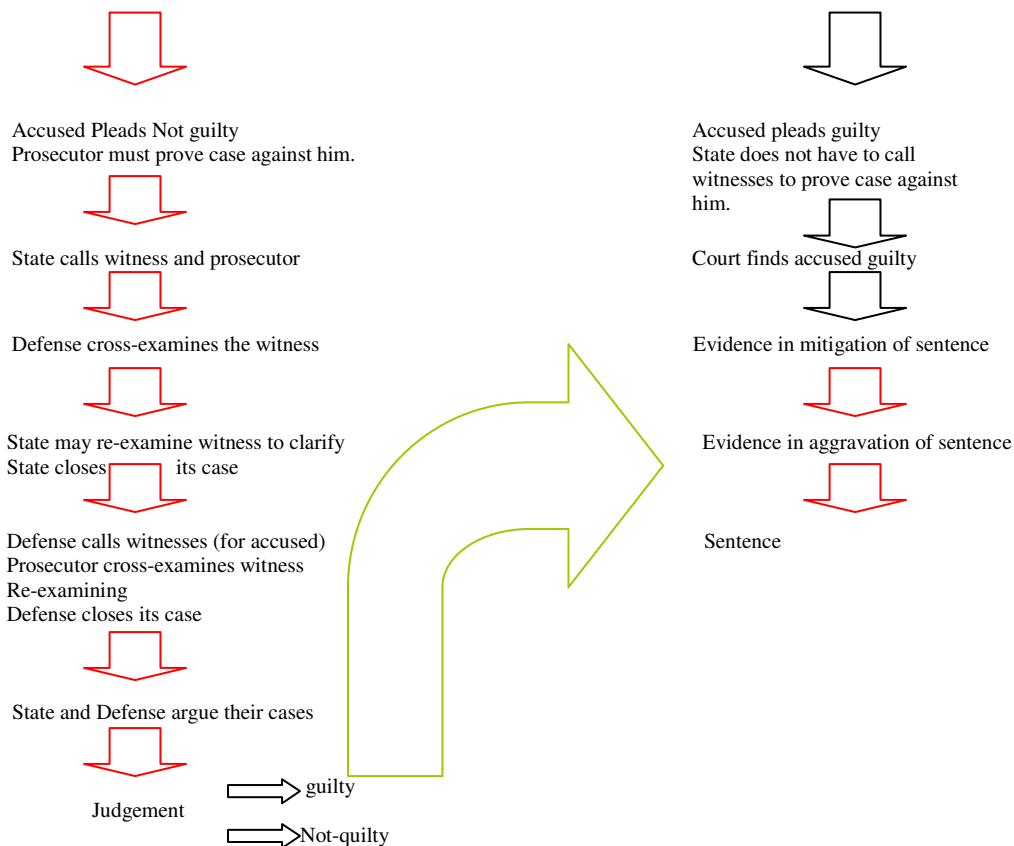 Accused Pleads Not guilty
Prosecutor must prove case against him.
State calls witness and prosecutor
Defense cross-examines the witness
State may re-examine witness to clarify
State closes its case
Defense calls witnesses (for accused)
Prosecutor cross-examines witness
Re-examining
Defense closes its case
State and Defense argue their cases
Judgement
guilty
Not-quilty
Accused pleads guilty
State does not have to call
witnesses to prove case against
him.
Court finds accused guilty
Evidence in mitigation of sentence
Evidence in aggravation of sentence
Sentence